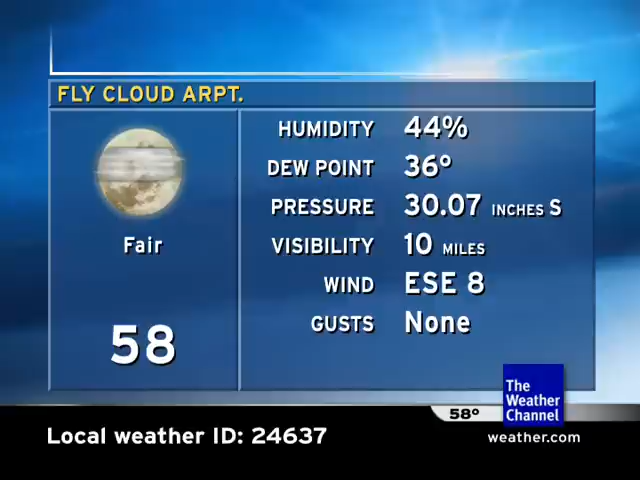 FLY CLOUD ARPT.
Fair
58
HUMIDITY 44%
DEW POINT 36°
PRESSURE 30.07 INCHES S
VISIBILITY 10 MILES
WIND ESE 8
GUSTS None
58°
The
Weather
Channel
Local weather ID: 24637
weather.com